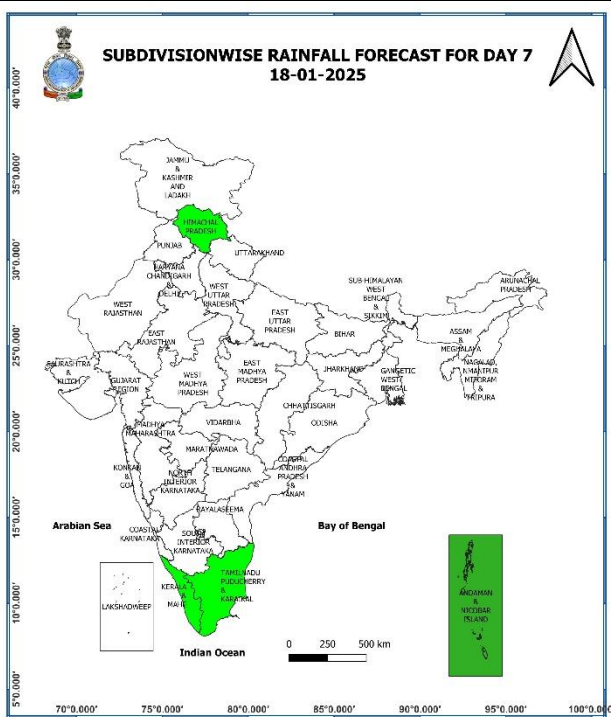 SUBDIVISIONWISE RAINFALL FORECAST FOR DAY 7
18-01-2025
40°0.000'
35°0.000'
30°0.000'
25°0.000'
20°0.000'
15°0.000'
10°0.000'
5°0.000'
JAMMU
&
KASHMIR
AND
LADAKH
HIMACHAL
PRADESH
PUNJAB
UTTARAKHAND
HARYANA
CHANDIGARH
&
DELHI
WEST
UTTAR
PRADESH
SUB-HIMALAYAN
WEST
BENGAL
&
SIKKIM
ARUNACHAL
PRADESH
WEST
RAJASTHAN
EAST
RAJASTHAN
EAST
UTTAR
PRADESH
BIHAR
ASSAM
&
MEGHALAYA
SAURASHTRA
&
KUTCH
GUJARAT
REGION
WEST
MADHYA
PRADESH
EAST
MADHYA
PRADESH
JHARKHAND
GANGETIC
WEST
BENGAL
MIZORAM
&
TRIPURA
CHHATTISGARH
MADHYA
MAHARASHTRA
VIDARBHA
ODISHA
MARATHWADA
KONKAN
&
GOA
NORTH
INTERIOR
KARNATAKA
TELANGANA
COASTAL
ANDHRA
PRADESH
&
YANAM
RAYALASEEMA
Arabian Sea
Bay of Bengal
COASTAL
KARNATAKA
SOUTH
INTERIOR
KARNATAKA
LAKSHADWEEP
KERALA
&
MAHE
TAMILNADU
PUDUCHERRY
&
KARAIKAL
ANDAMAN
&
NICOBAR
ISLAND
0 250 500 km
Indian Ocean
70°0.000' 75°0.000' 80°0.000' 85°0.000' 90°0.000' 95°0.000' 100°0.000